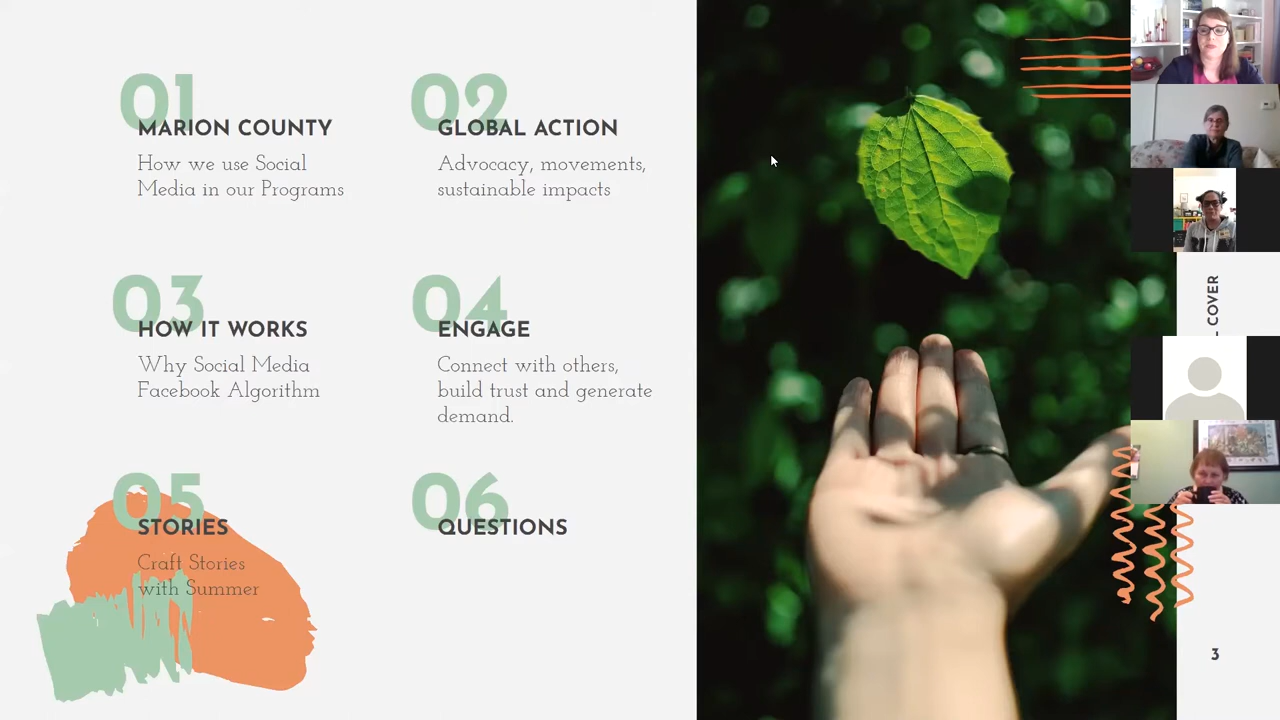 01
MARION COUNTY
How we use Social
Media in our Programs
02
GLOBAL ACTION
Advocacy, movements,
sustainable impacts
03
HOW IT WORKS
Why Social Media
Facebook Algorithm
04
ENGAGE
Connect with others,
build trust and generate
demand.
05
STORIES
Craft Stories
with Summer
06
QUESTIONS
COVER
3